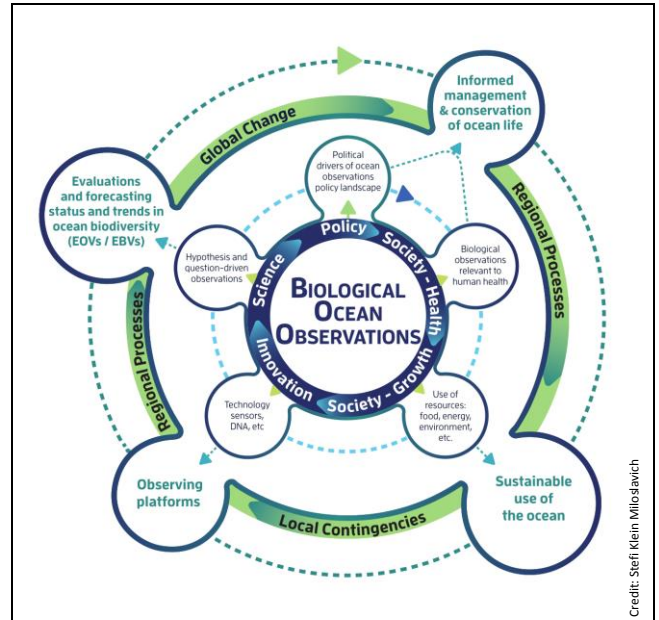 Informed
management
& conservation
of ocean life
Global Change
Political
drivers of ocean
observations
policy landscape
Evaluations
and forecasting
status and trends in
ocean biodiversity
(EOVs / EBVs)
Regional Processes
Hypothesis and
question-driven
observations
Policy
Society - Health
Science
Biological
observations
relevant to
human health
BIOLOGICAL
OCEAN
OBSERVATIONS
Innovation
Society - Growth
Regional Processes
Technology
sensors,
DNA, etc
Use of
resources:
food, energy,
environment,
etc.
Observing
platforms
Sustainable
use of
the ocean
Local Contingencies
Credit: Stefi Klein Miloslavich